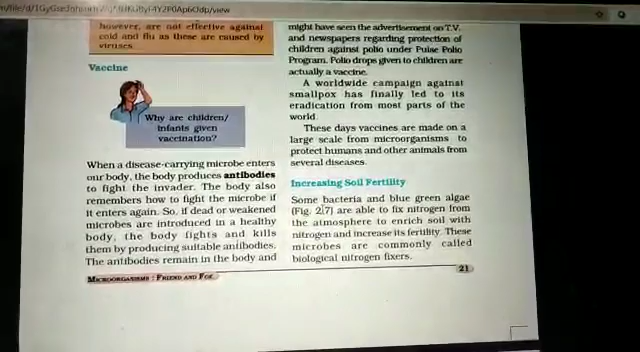 however, are not effective against
cold and flu as these are caused by
viruses.
Vaccine
Why are children/
infants given
vaccination?
When a disease-carrying microbe enters
our body, the body produces antibodies
to fight the invader. The body also
remembers how to fight the microbe if
it enters again. So, if dead or weakened
microbes are introduced in a healthy
body, the body fights and kills
them by producing suitable antibodies.
The antibodies remain in the body and
might have seen the advertisement on T.V.
and newspapers regarding protection of
children against polio under Pulse Polio
Program. Polio drops given to children are
actually a vaccine.
A worldwide campaign against
smallpox has finally led to its
eradication from most parts of the
world.
These days vaccines are made on a
large scale from microorganisms to
protect humans and other animals from
several diseases.
Increasing Soil Fertility
Some bacteria and blue green algae
(Fig. 2.7) are able to fix nitrogen from
the atmosphere to enrich soil with
nitrogen and increase its fertility. These
microbes are commonly called
biological nitrogen fixers.
MICROORGANISMS : FRIEND AND FOE
21